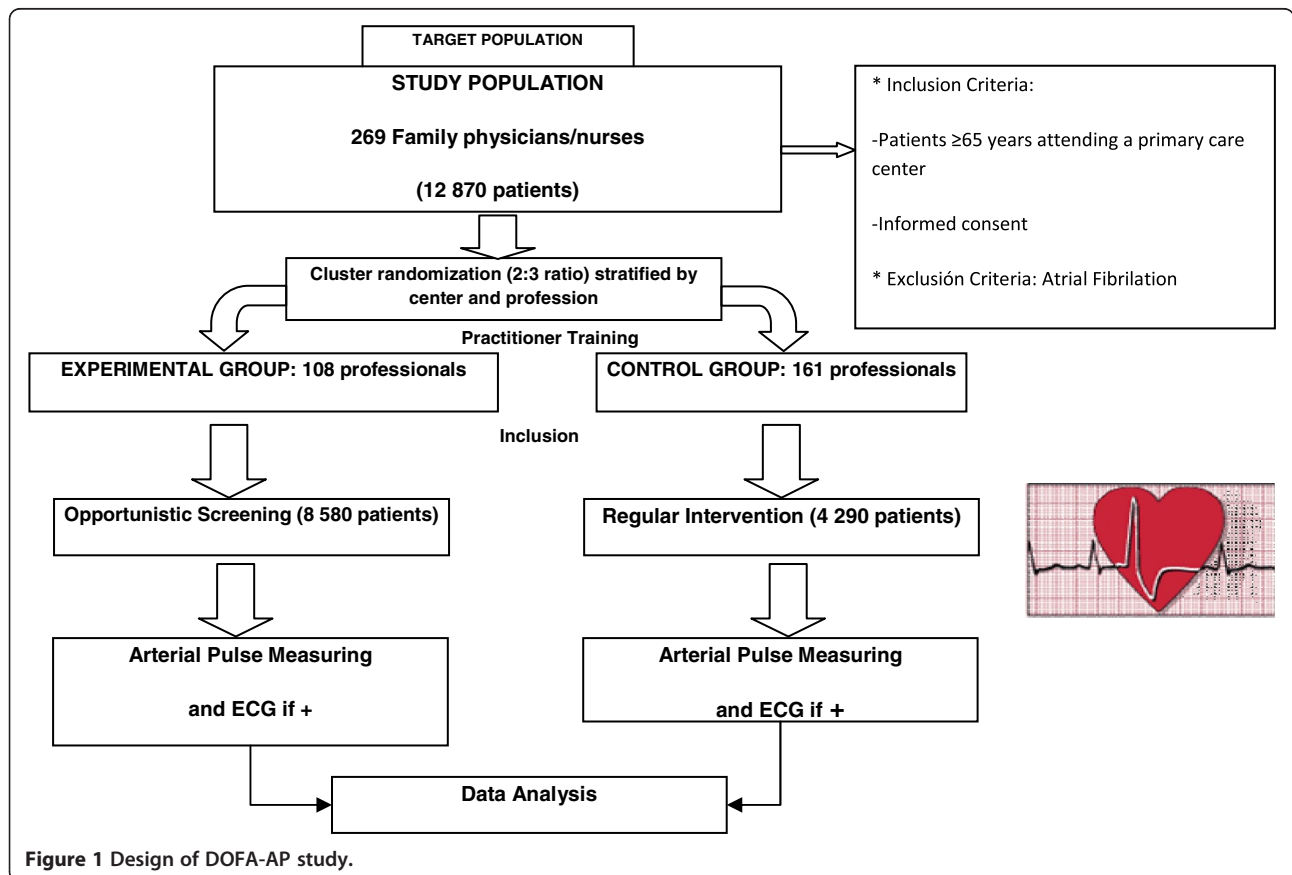 TARGET POPULATION
STUDY POPULATION
269 Family physicians/nurses
(12 870 patients)
* Inclusion Criteria:
-Patients ≥65 years attending a primary care
center
-Informed consent
* Exclusión Criteria: Atrial Fibrilation
Cluster randomization (2:3 ratio) stratified by
center and profession
Practitioner Training
EXPERIMENTAL GROUP: 108 professionals
CONTROL GROUP: 161 professionals
Inclusion
Opportunistic Screening (8 580 patients)
Regular Intervention (4 290 patients)
Arterial Pulse Measuring
and ECG if +
Arterial Pulse Measuring
and ECG if +
Data Analysis
Figure 1 Design of DOFA-AP study.